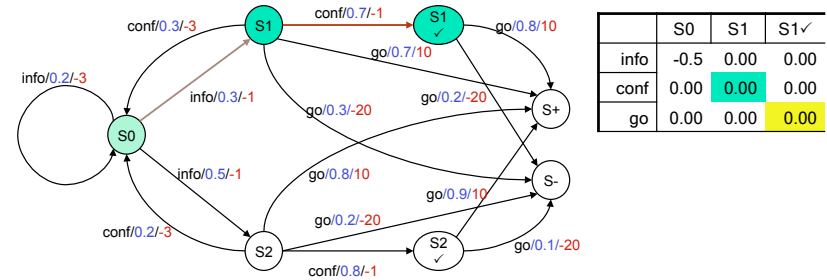 conf/0.3/-3
S1
conf/0.7/-1
S1
✓
go/0.8/10
go/0.7/10
info/0.2/-3
info/0.3/-1
go/0.3/-20
go/0.2/-20
S+
S0
info/0.5/-1
go/0.8/10
S-
go/0.9/10
conf/0.2/-3
go/0.2/-20
S2
S2
✓
go/0.1/-20
conf/0.8/-1
S0 S1 S1✓
info -0.5 0.00 0.00
conf 0.00 0.00 0.00
go 0.00 0.00 0.00